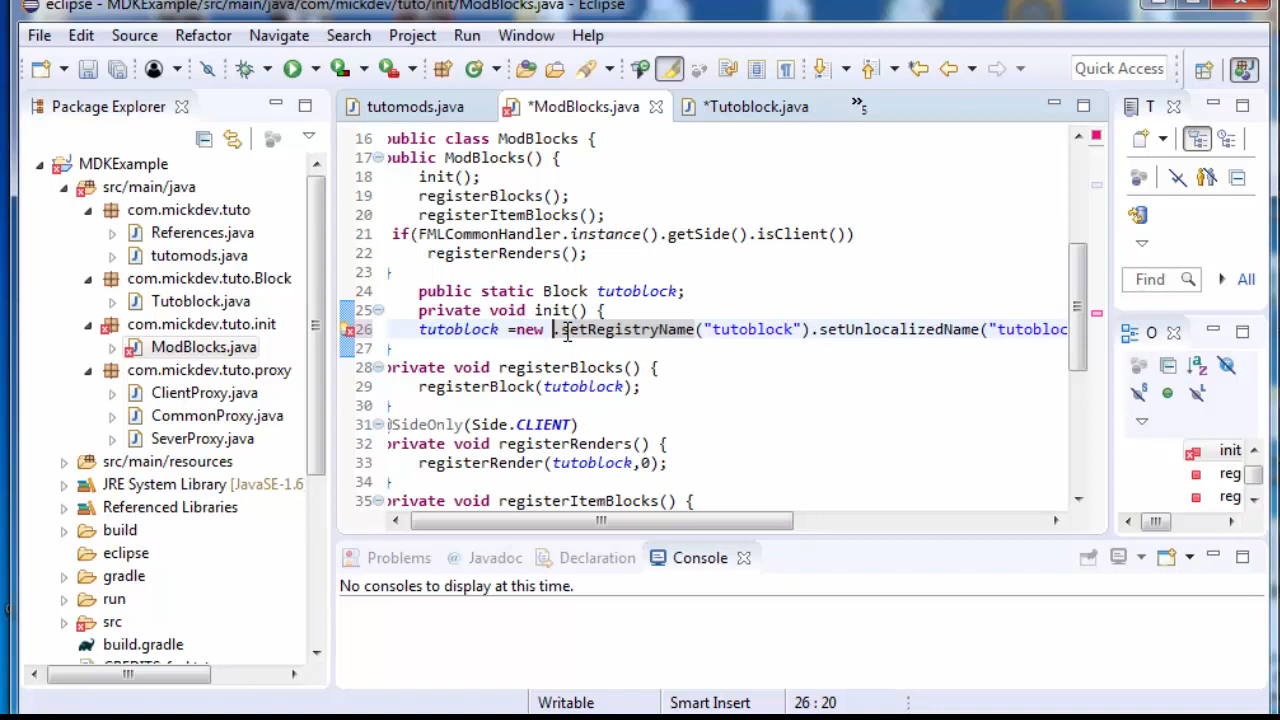 eclipse - MDKExample/src/main/java/com/mickdev/tuto/init/ModBlocks.java - Eclipse
File Edit Source Refactor Navigate Search Project Run Window Help
Quick Access
Package Explorer
tutomods.java
*ModBlocks.java
*Tutoblock.java
»5
T
MDKExample
src/main/java
com.mickdev.tuto
References.java
tutomods.java
com.mickdev.tuto.Block
Tutoblock.java
com.mickdev.tuto.init
ModBlocks.java
com.mickdev.tuto.proxy
ClientProxy.java
CommonProxy.java
SeverProxy.java
src/main/resources
JRE System Library [JavaSE-1.6
Referenced Libraries
build
eclipse
gradle
run
src
build.gradle
16 public class ModBlocks {
17 public ModBlocks() {
18 init();
19 registerBlocks();
20 registerItemBlocks();
21 if(FMLCommonHandler.instance().getSide().isClient())
22 registerRenders();
23 }
24 public static Block tutoblock;
25 private void init() {
26 tutoblock =new .setRegistryName("tutoblock").setUnlocalizedName("tutobloc
27 }
28 private void registerBlocks() {
29 registerBlock(tutoblock);
30 }
31 @SideOnly(Side.CLIENT)
32 private void registerRenders() {
33 registerRender(tutoblock,0);
34 }
35 private void registerItemBlocks() {
Find
All
O
init
reg
reg
Problems @ Javadoc Declaration Console
No consoles to display at this time.
Writable Smart Insert 26 : 20